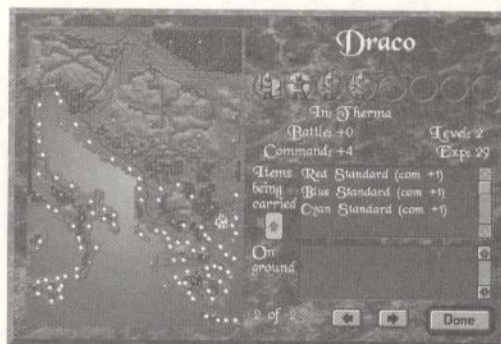 Draco
In: Therma
Battle: +0 Level: 2
Command: +4 Exp: 29
Items being carried
Red Standard (com +1)
Blue Standard (com +1)
Cyan Standard (com +1)
On ground
2 of 2
Done